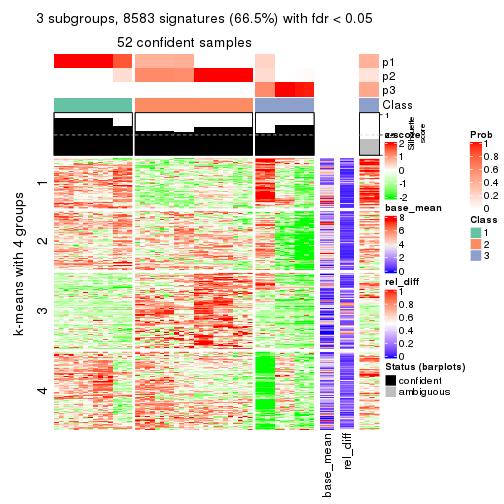 3 subgroups, 8583 signatures (66.5%) with fdr < 0.05
52 confident samples
p1
p2
p3
Class
1
Silhouette
score
z-score
2
1
0
-1
-2
base_mean
8
6
4
2
0
rel_diff
1
0.8
0.6
0.4
0.2
0
Status (barplots)
confident
ambiguous
Prob
1
0.8
0.6
0.4
0.2
0
Class
1
2
3
k-means with 4 groups
1
2
3
4
base_mean
rel_diff